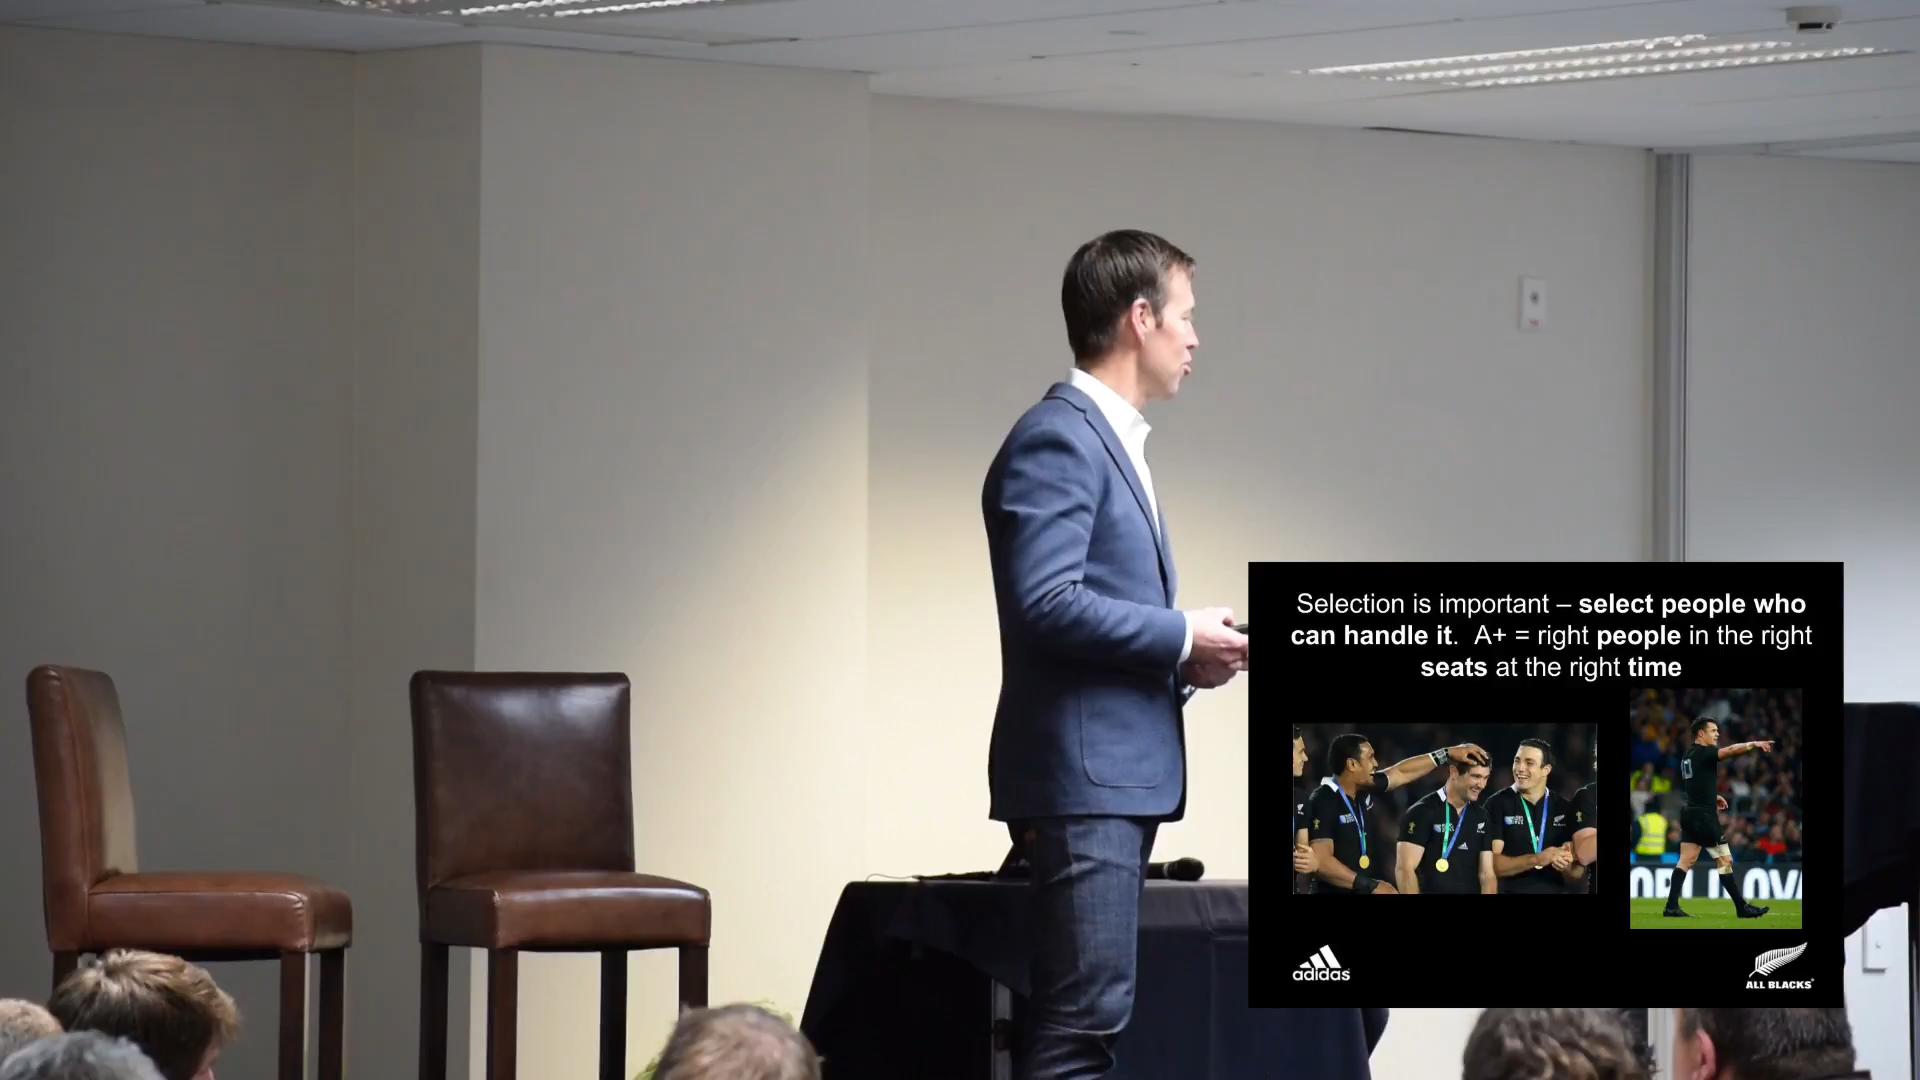 Selection is important – select people who
can handle it.  A+ = right people in the right
seats at the right time
10
adidas
ALL BLACKS